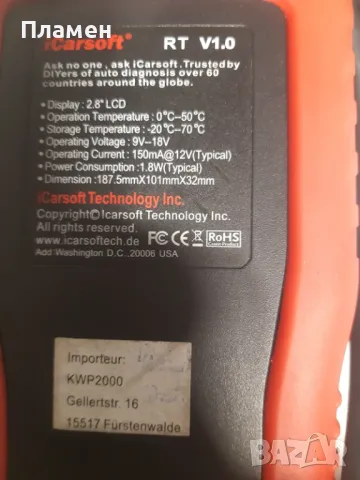 Пламен
iCarsoft® RT V1.0
Ask no one , ask iCarsoft .Trusted by
DIYers of auto diagnosis over 60
countries around the globe.
• Display : 2.8" LCD
• Operation Temperature : 0°C~50°C
• Storage Temperature : -20°C~70°C
• Operating Voltage : 9V~18V
• Operating Current : 150mA@12V(Typical)
• Power Consumption : 1.8W(Typical)
• Dimension : 187.5mmX101mmX32mm
iCarsoft Technology Inc.
Copyright©Icarsoft Technology Inc.
All rights reserved.
www.icarsoftech.de FC CE RoHS
Add: Washington D.C.,20006 USA
Importeur:
KWP2000
Gellertstr. 16
15517 Fürstenwalde
BAZAR